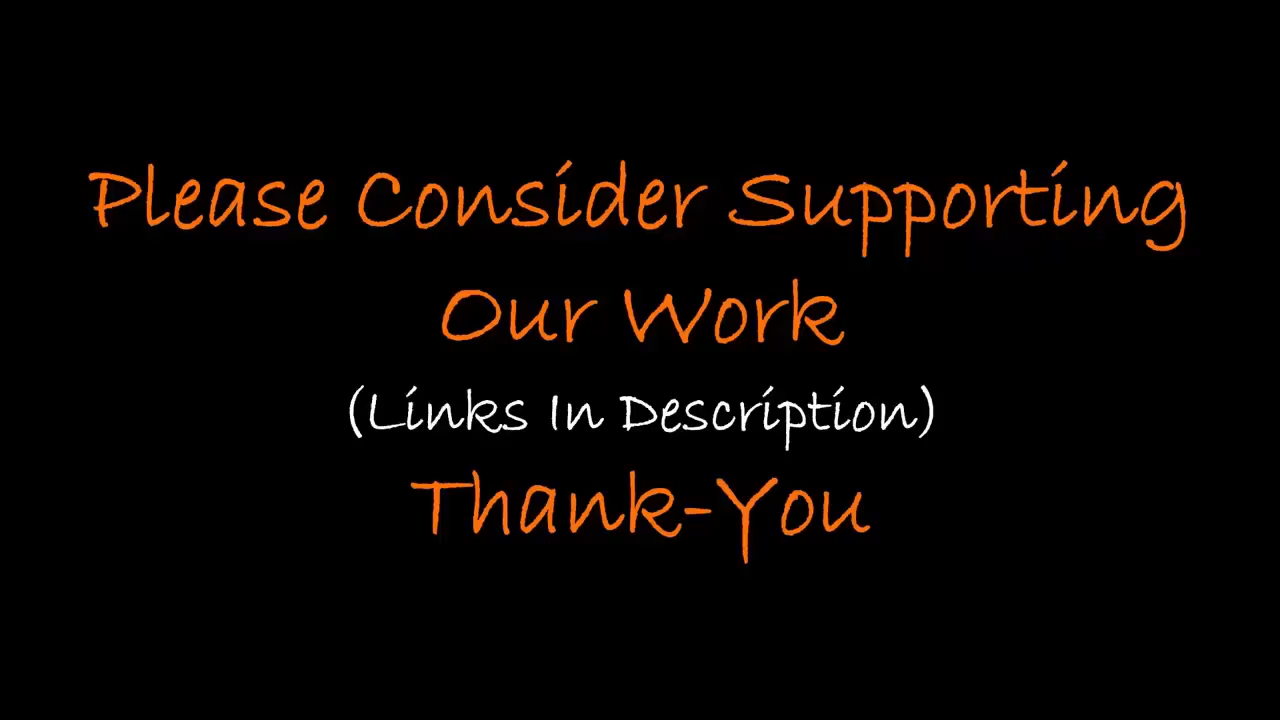 Please Consider Supporting
Our Work
(Links In Description)
Thank-You